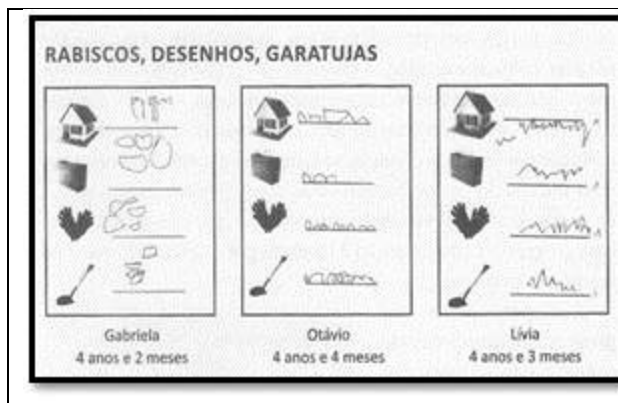 RABISCOS, DESENHOS, GARATUJAS
Gabriela
4 anos e 2 meses
Otávio
4 anos e 4 meses
Lívia
4 anos e 3 meses